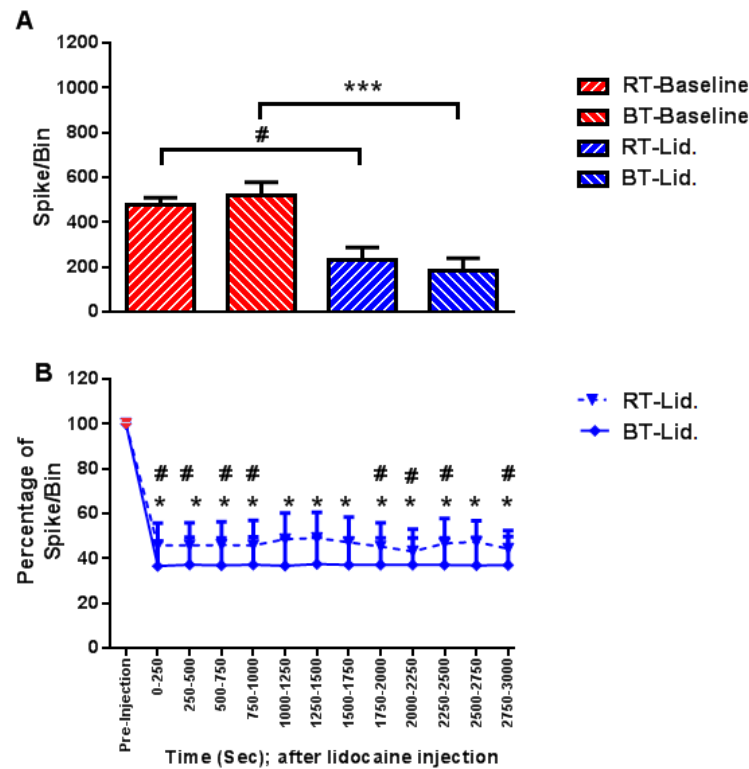 A
1200
1000
800
600
400
200
0
Spike/Bin
***
#
RT-Baseline
BT-Baseline
RT-Lid.
BT-Lid.
B
120
100
80
60
40
20
0
Percentage of
Spike/Bin
# # # # # # # #
* * * * * * * * * * * *
RT-Lid.
BT-Lid.
Pre-Injection
0-250
250-500
500-750
750-1000
1000-1250
1250-1500
1500-1750
1750-2000
2000-2250
2250-2500
2500-2750
2750-3000
Time (Sec); after lidocaine injection